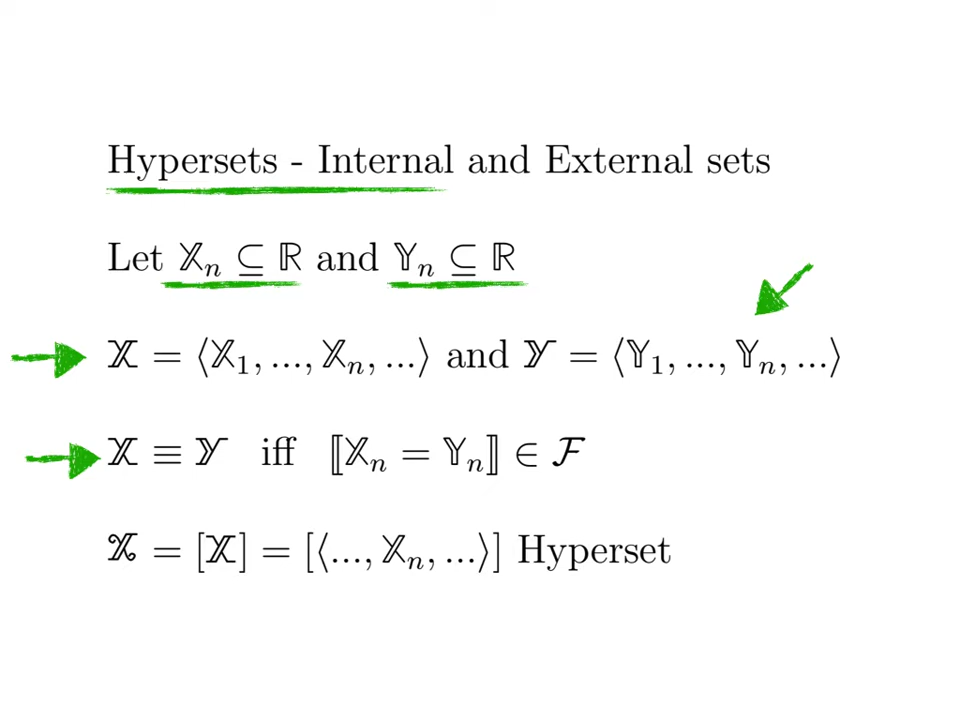 Hypersets - Internal and External sets
Let 𝕏ₙ ⊆ ℝ and 𝕐ₙ ⊆ ℝ
𝕏 = ⟨𝕏₁, ..., 𝕏ₙ, ...⟩ and 𝒴 = ⟨𝕐₁, ..., 𝕐ₙ, ...⟩
𝕏 ≡ 𝒴 iff ⟦𝕏ₙ = 𝕐ₙ⟧ ∈ ℱ
𝒳 = [𝕏] = [⟨..., 𝕏ₙ, ...⟩] Hyperset